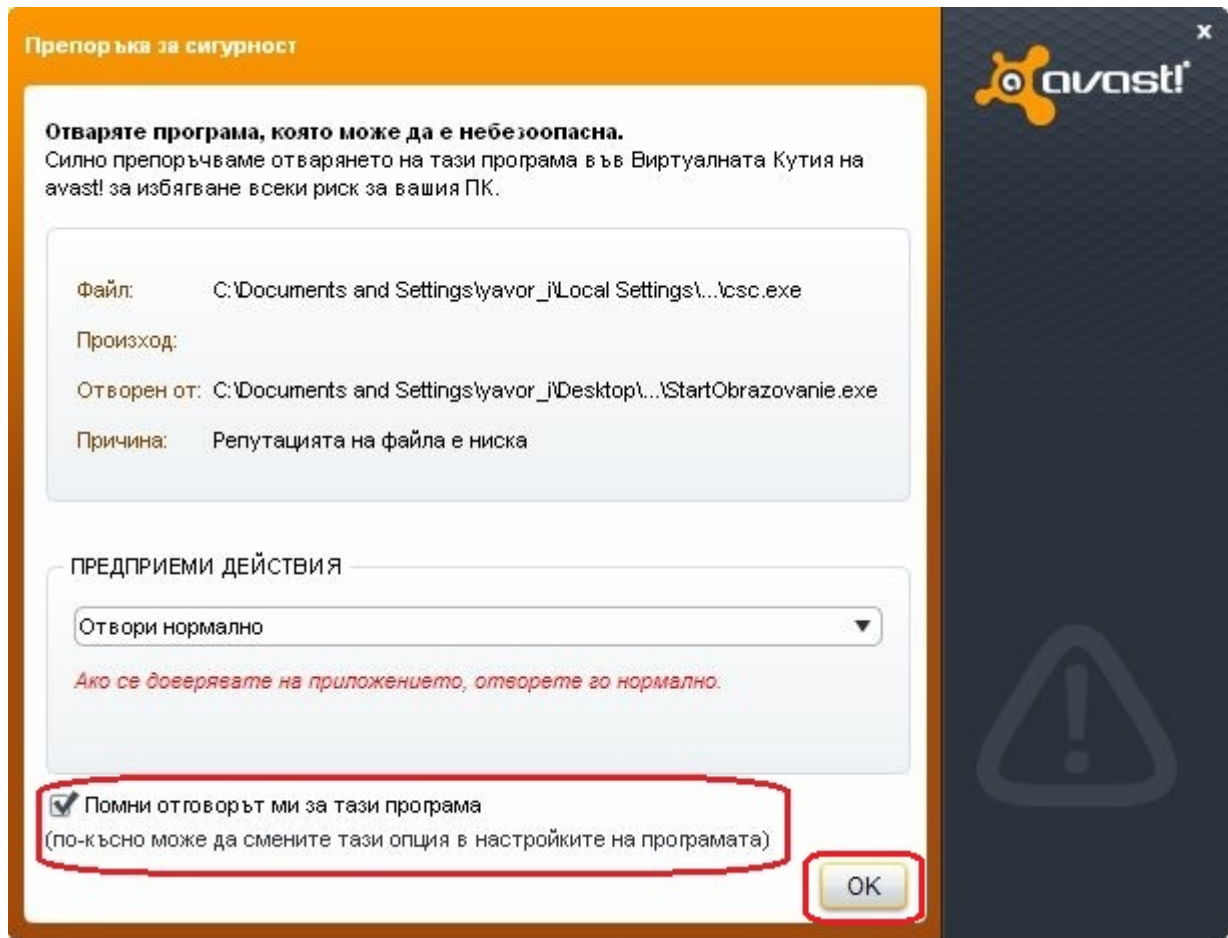 Препоръка за сигурност
x
avast!
Отваряте програма, която може да е небезоопасна.
Силно препоръчваме отварянето на тази програма във Виртуалната Кутия на
avast! за избягване всеки риск за вашия ПК.
Файл: C:\Documents and Settings\yavor_i\Local Settings\...\csc.exe
Произход:
Отворен от: C:\Documents and Settings\yavor_i\Desktop\...\StartObrazovanie.exe
Причина: Репутацията на файла е ниска
ПРЕДПРИЕМИ ДЕЙСТВИЯ
Отвори нормално
Ако се доверявате на приложението, отворете го нормално.
Помни отговорът ми за тази програма
(по-късно може да смените тази опция в настройките на програмата)
OK